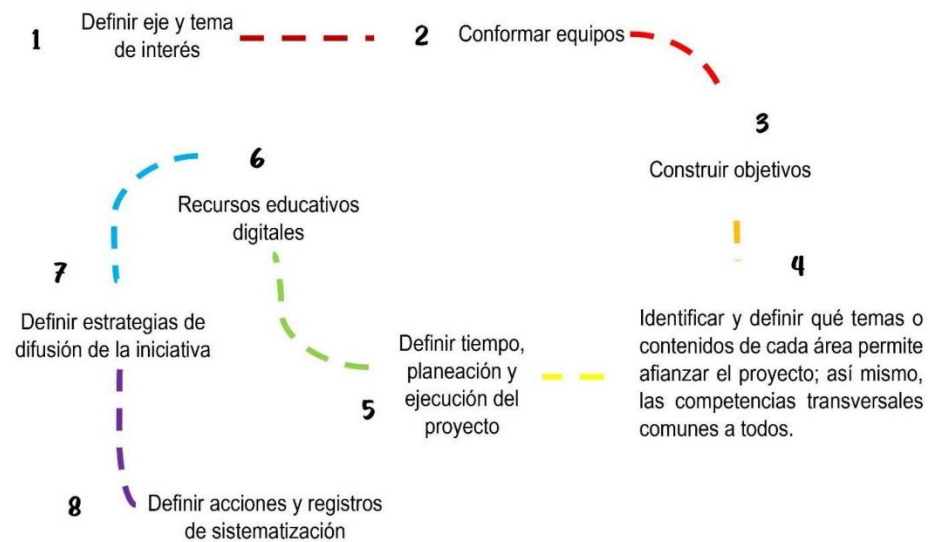 1
Definir eje y tema
de interés
2
Conformar equipos
3
Construir objetivos
4
Identificar y definir qué temas o
contenidos de cada área permite
afianzar el proyecto; así mismo,
las competencias transversales
comunes a todos.
5
Definir tiempo,
planeación y
ejecución del
proyecto
6
Recursos educativos
digitales
7
Definir estrategias de
difusión de la iniciativa
8
Definir acciones y registros
de sistematización